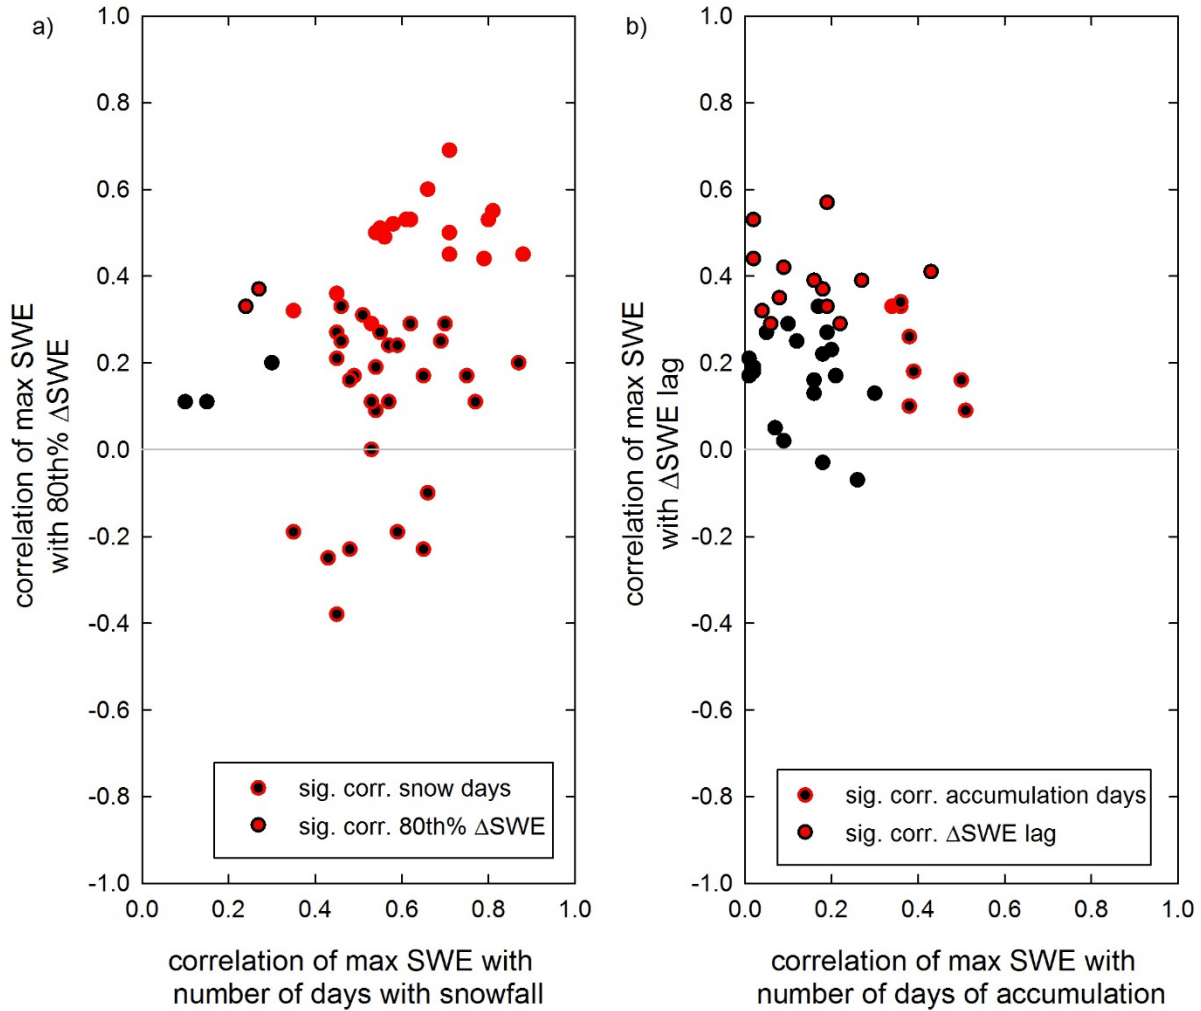 a)
1.0
0.8
0.6
0.4
0.2
0.0
-0.2
-0.4
-0.6
-0.8
-1.0
correlation of max SWE
with 80th% ΔSWE
sig. corr. snow days
sig. corr. 80th% ΔSWE
0.0 0.2 0.4 0.6 0.8 1.0
correlation of max SWE with
number of days with snowfall
b)
1.0
0.8
0.6
0.4
0.2
0.0
-0.2
-0.4
-0.6
-0.8
-1.0
correlation of max SWE
with ΔSWE lag
sig. corr. accumulation days
sig. corr. ΔSWE lag
0.0 0.2 0.4 0.6 0.8 1.0
correlation of max SWE with
number of days of accumulation